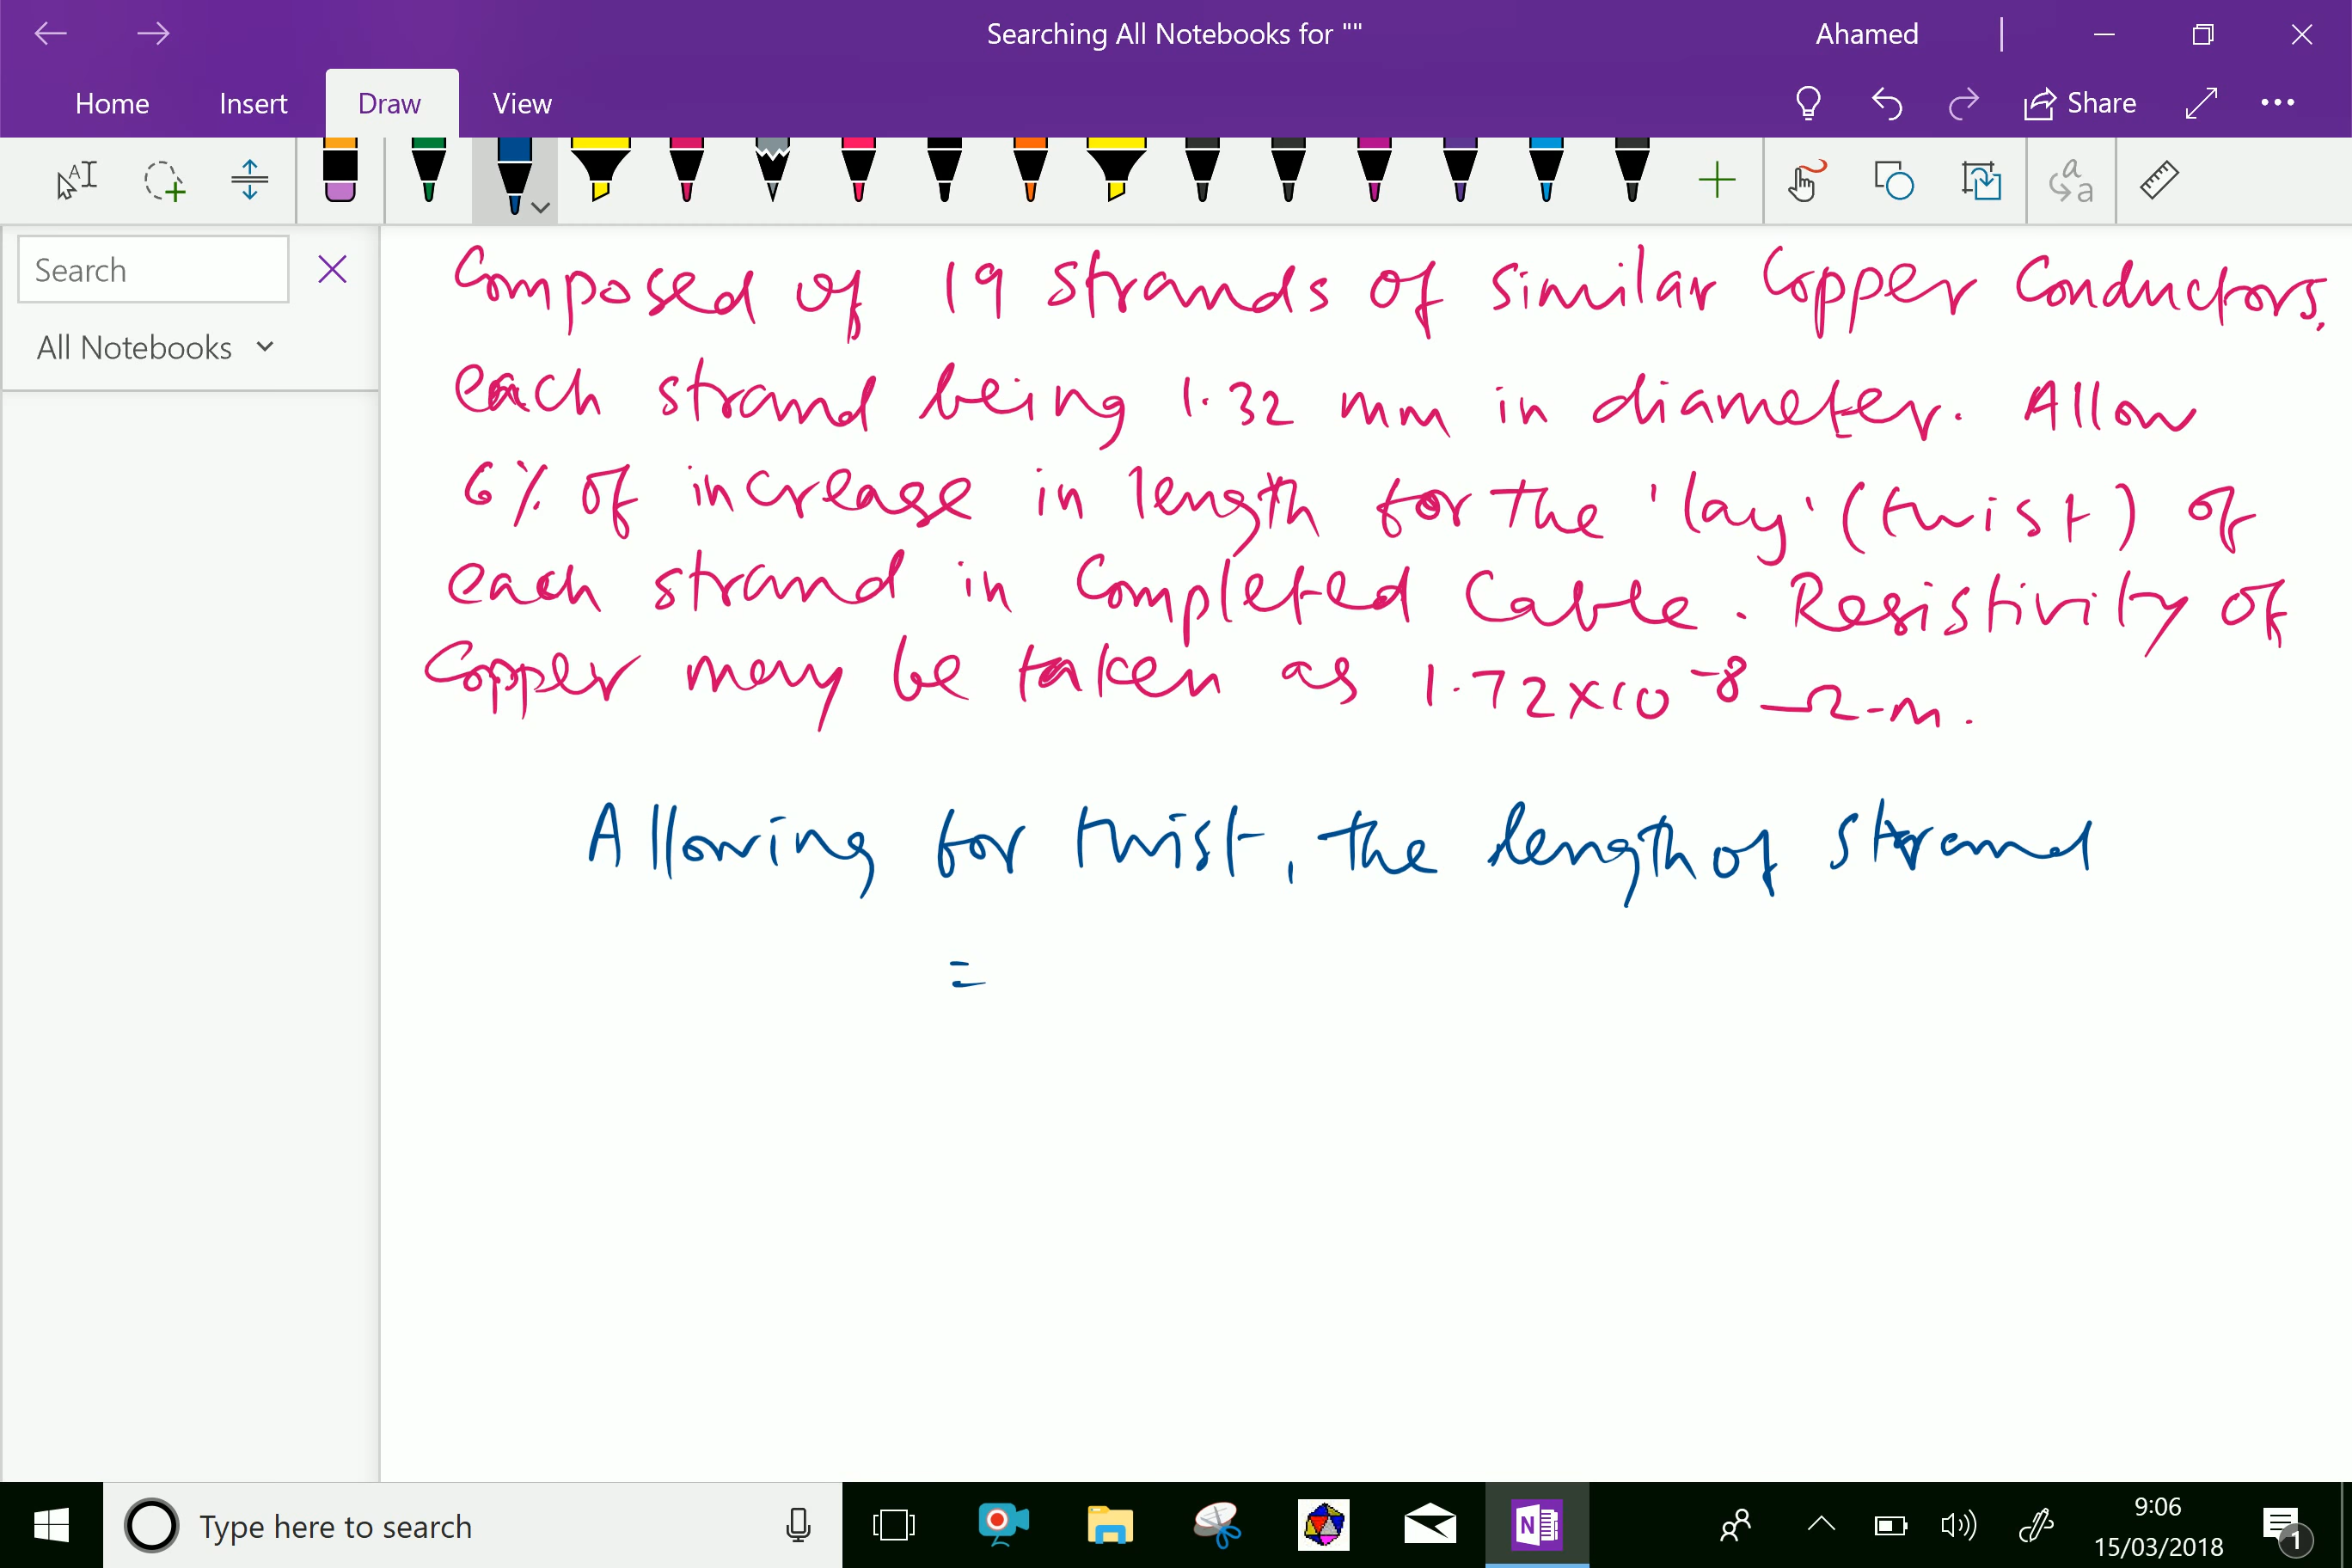 Searching All Notebooks for ""
Ahamed
Home Insert Draw View
Share
Search
All Notebooks
Composed of 19 strands of similar Copper Conductors,
each strand being 1.32 mm in diameter. Allow
6% of increase in length for the 'lay' (twist) of
each strand in Completed Cable. Resistivity of
Copper may be taken as 1.72×10⁻⁸ Ω-m.
Allowing for twist, the length of strand
=
Type here to search
9:06
15/03/2018
1